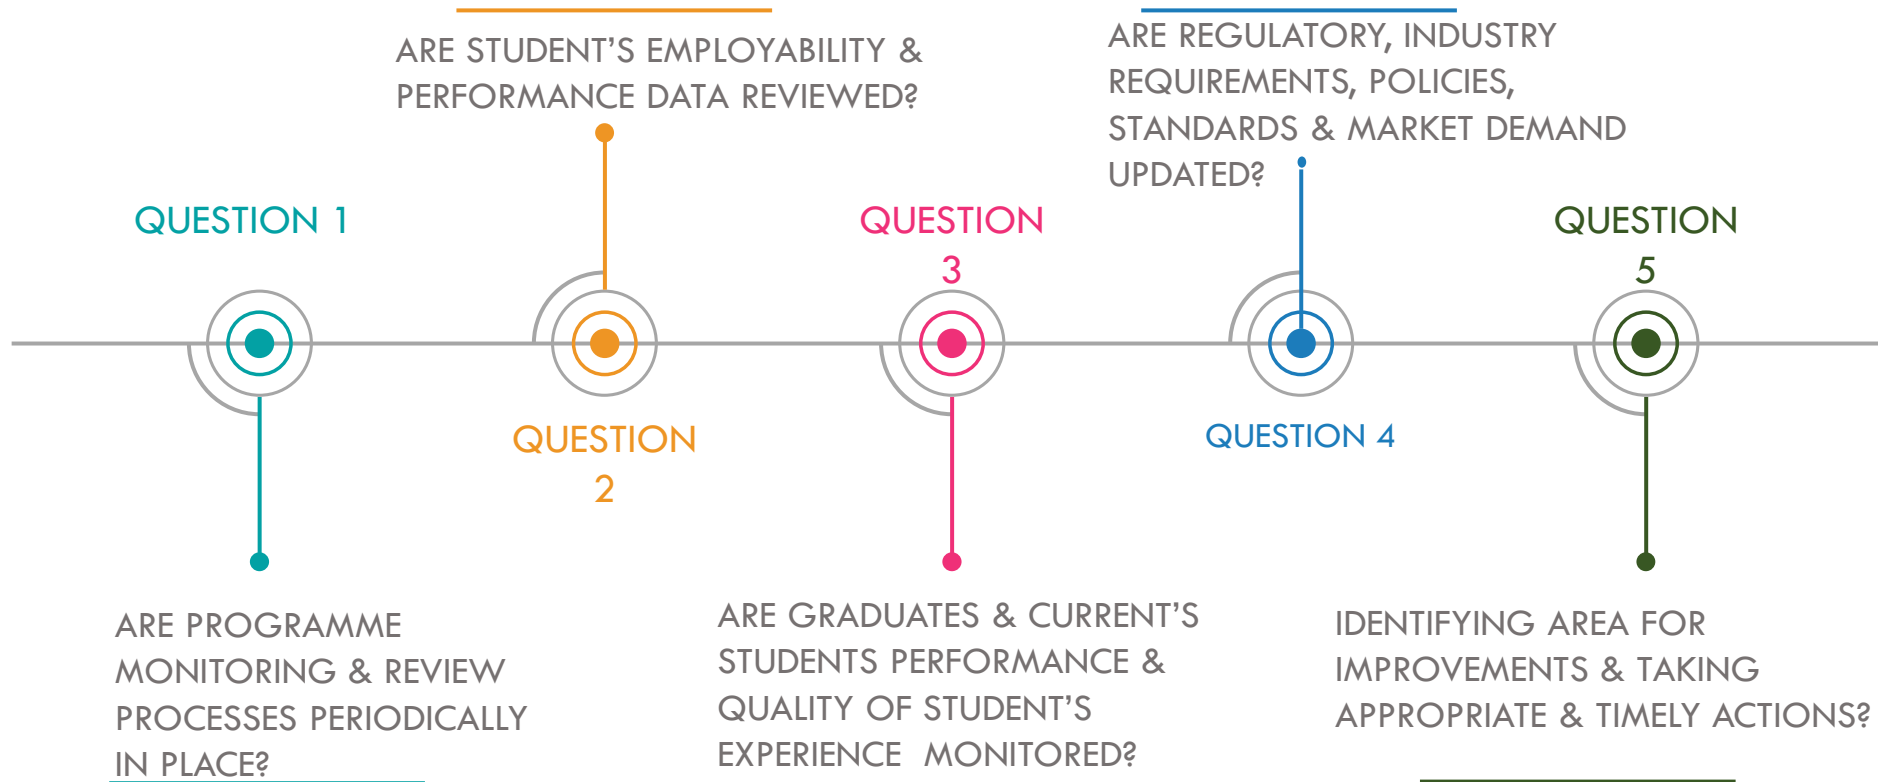 QUESTION 1
ARE PROGRAMME
MONITORING & REVIEW
PROCESSES PERIODICALLY
IN PLACE?
ARE STUDENT'S EMPLOYABILITY &
PERFORMANCE DATA REVIEWED?
QUESTION
2
QUESTION
3
ARE GRADUATES & CURRENT'S
STUDENTS PERFORMANCE &
QUALITY OF STUDENT'S
EXPERIENCE MONITORED?
ARE REGULATORY, INDUSTRY
REQUIREMENTS, POLICIES,
STANDARDS & MARKET DEMAND
UPDATED?
QUESTION 4
QUESTION
5
IDENTIFYING AREA FOR
IMPROVEMENTS & TAKING
APPROPRIATE & TIMELY ACTIONS?